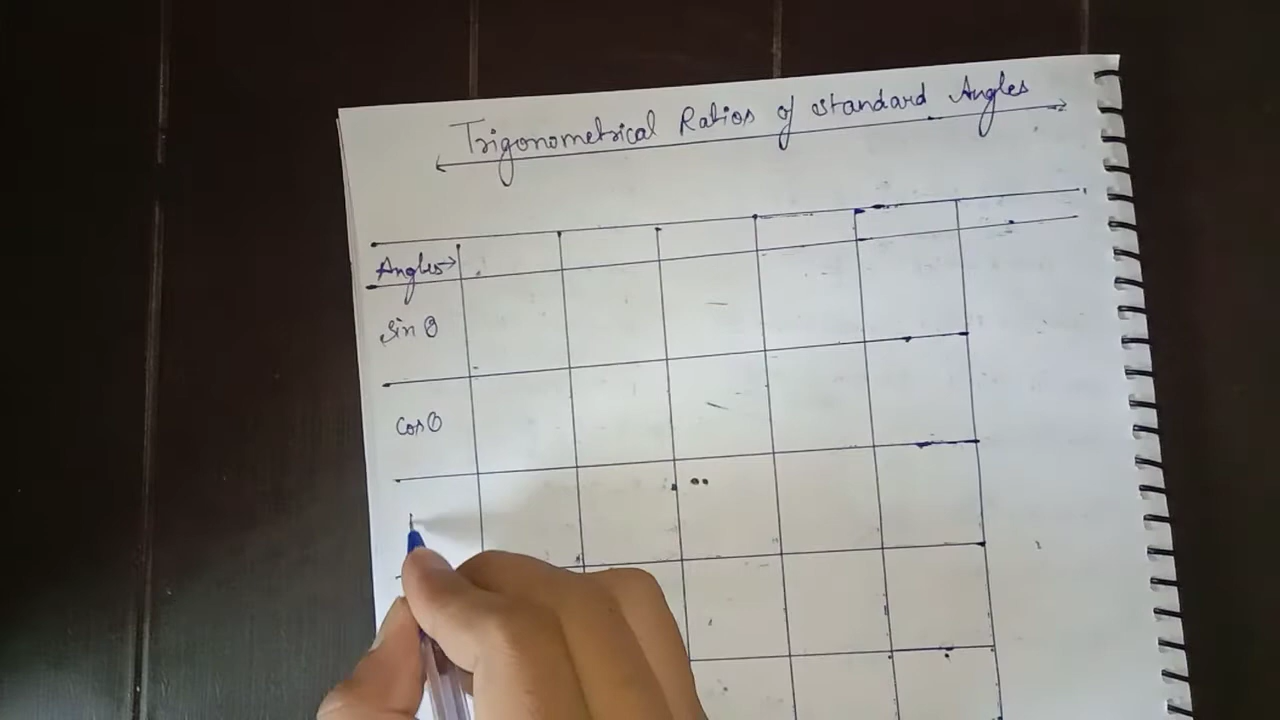 Trigonometrical Ratios of standard Angles
Angles→
Sin θ
Cos θ